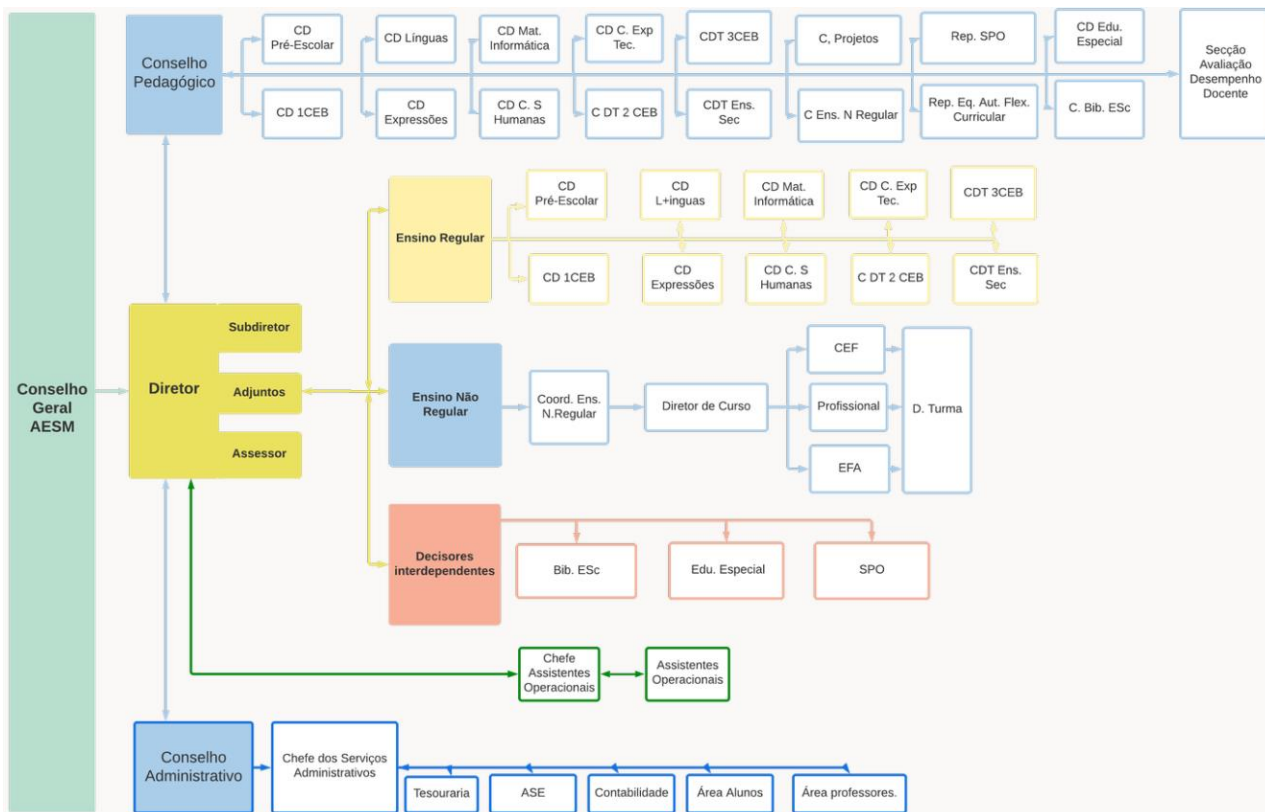 Conselho
Geral
AESM
Conselho
Pedagógico
CD
Pré-Escolar
CD Línguas
CD Mat.
Informática
CD C. Exp
Tec.
CDT 3CEB
C, Projetos
Rep. SPO
CD Edu.
Especial
CD 1CEB
CD
Expressões
CD C. S
Humanas
C DT 2 CEB
CDT Ens.
Sec
C Ens. N Regular
Rep. Eq. Aut. Flex.
Curricular
C. Bib. ESc
Secção
Avaliação
Desempenho
Docente
Diretor
Subdiretor
Adjuntos
Assessor
Ensino Regular
CD
Pré-Escolar
CD
L+inguas
CD Mat.
Informática
CD C. Exp
Tec.
CDT 3CEB
CD 1CEB
CD
Expressões
CD C. S
Humanas
C DT 2 CEB
CDT Ens.
Sec
Ensino Não
Regular
Coord. Ens.
N.Regular
Diretor de Curso
CEF
Profissional
EFA
D. Turma
Decisores
interdependentes
Bib. ESc
Edu. Especial
SPO
Chefe
Assistentes
Operacionais
Assistentes
Operacionais
Conselho
Administrativo
Chefe dos Serviços
Administrativos
Tesouraria
ASE
Contabilidade
Área Alunos
Área professores.